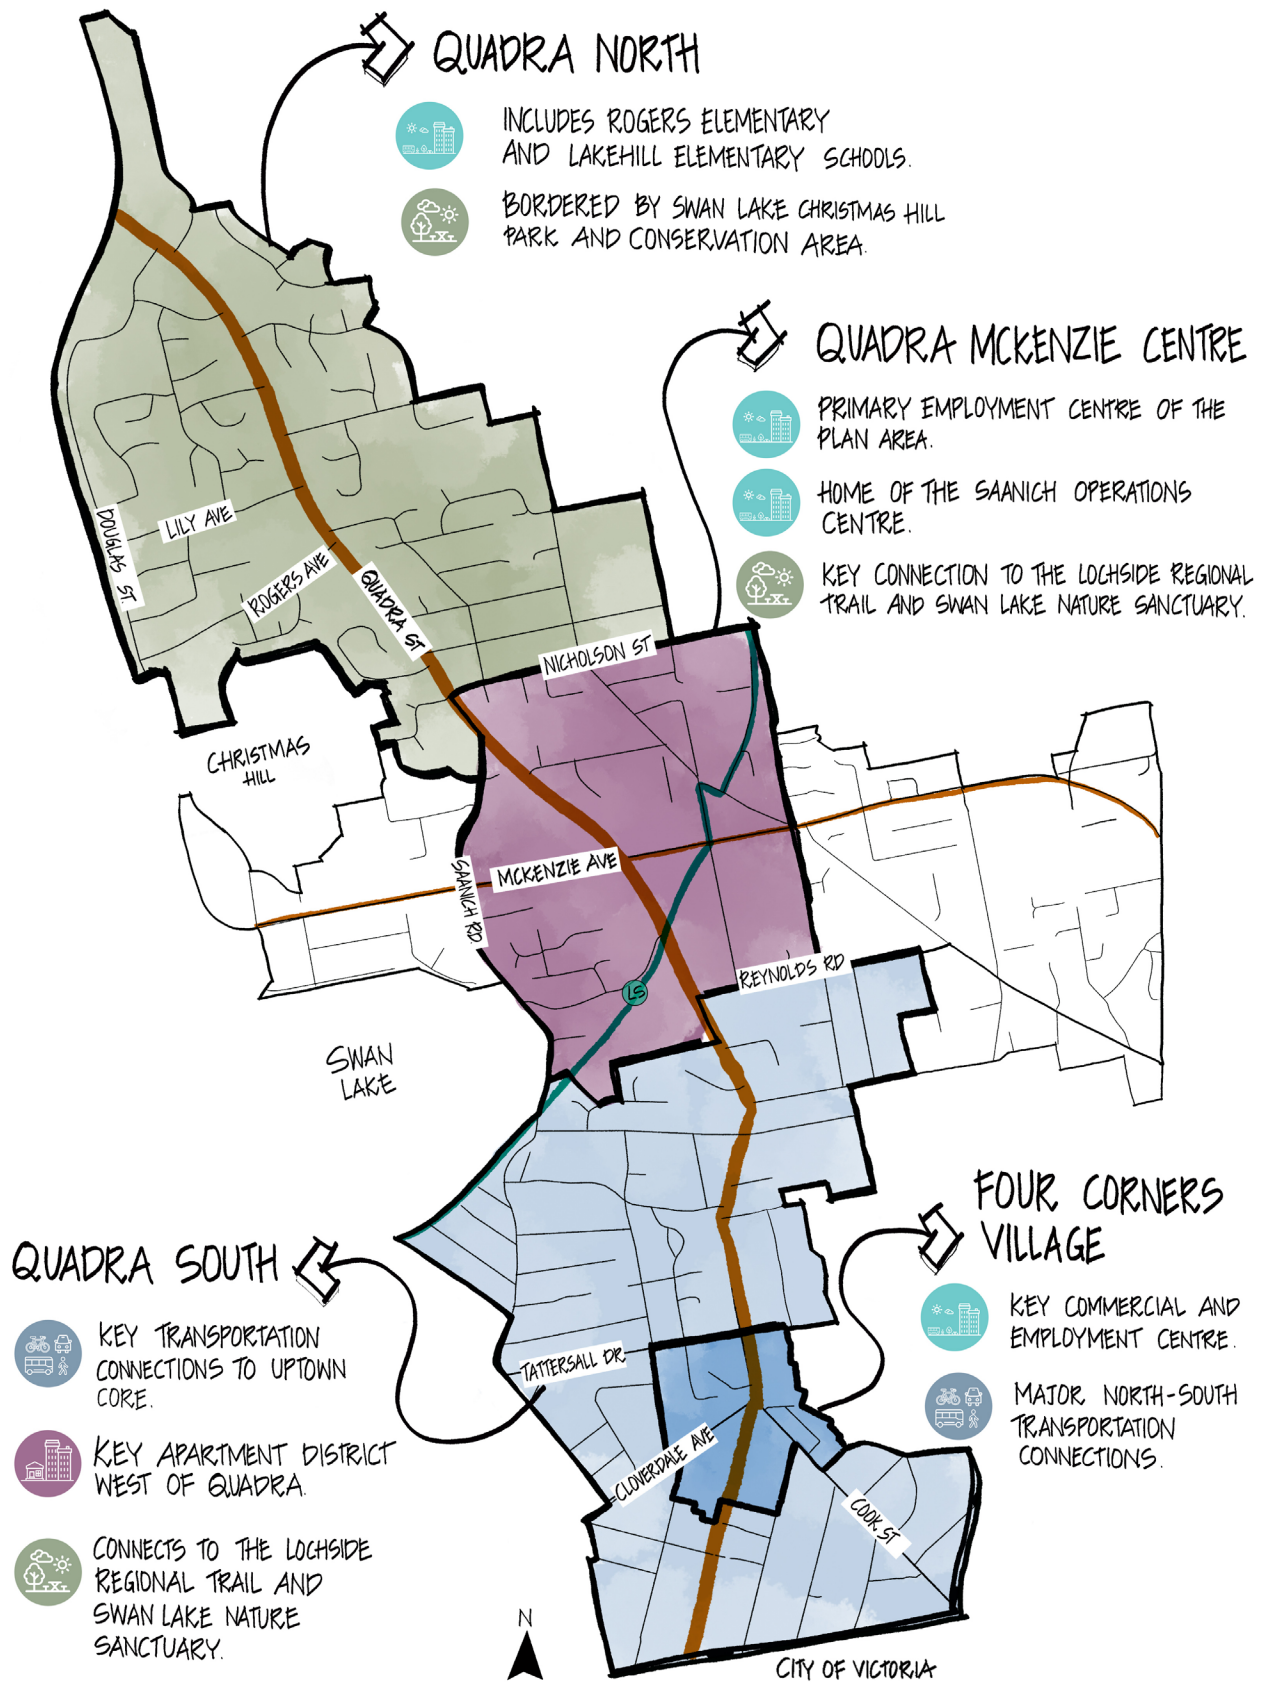 QUADRA NORTH
INCLUDES ROGERS ELEMENTARY
AND LAKEHILL ELEMENTARY SCHOOLS.
BORDERED BY SWAN LAKE CHRISTMAS HILL
PARK AND CONSERVATION AREA.
QUADRA MCKENZIE CENTRE
PRIMARY EMPLOYMENT CENTRE OF THE
PLAN AREA.
HOME OF THE SAANICH OPERATIONS
CENTRE.
KEY CONNECTION TO THE LOCHSIDE REGIONAL
TRAIL AND SWAN LAKE NATURE SANCTUARY.
DOUGLAS ST.
LILY AVE
ROGERS AVE
QUADRA ST
NICHOLSON ST
CHRISTMAS
HILL
MCKENZIE AVE
SAANICH RD.
REYNOLDS RD
LS
SWAN
LAKE
FOUR CORNERS
VILLAGE
KEY COMMERCIAL AND
EMPLOYMENT CENTRE.
MAJOR NORTH-SOUTH
TRANSPORTATION
CONNECTIONS.
QUADRA SOUTH
KEY TRANSPORTATION
CONNECTIONS TO UPTOWN
CORE.
KEY APARTMENT DISTRICT
WEST OF QUADRA.
CONNECTS TO THE LOCHSIDE
REGIONAL TRAIL AND
SWAN LAKE NATURE
SANCTUARY.
TATTERSALL DR
CLOVERDALE AVE
COOK ST
N
CITY OF VICTORIA